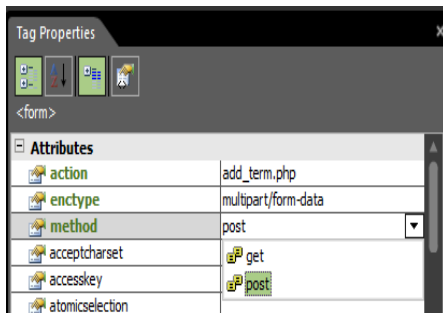 Tag Properties x
<form>
Attributes
action add_term.php
enctype multipart/form-data
method post
acceptcharset get
accesskey post
atomicselection